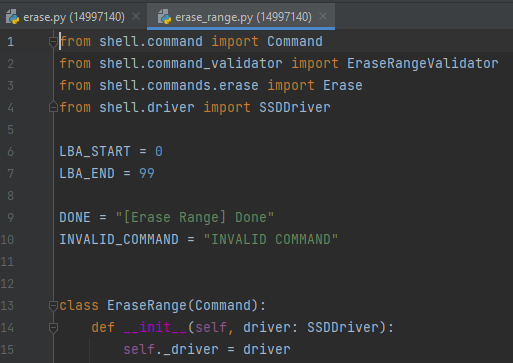 erase.py (14997140) × erase_range.py (14997140) ×
1 from shell.command import Command
2 from shell.command_validator import EraseRangeValidator
3 from shell.commands.erase import Erase
4 from shell.driver import SSDDriver
5
6 LBA_START = 0
7 LBA_END = 99
8
9 DONE = "[Erase Range] Done"
10 INVALID_COMMAND = "INVALID COMMAND"
11
12
13 class EraseRange(Command):
14     def __init__(self, driver: SSDDriver):
15         self._driver = driver